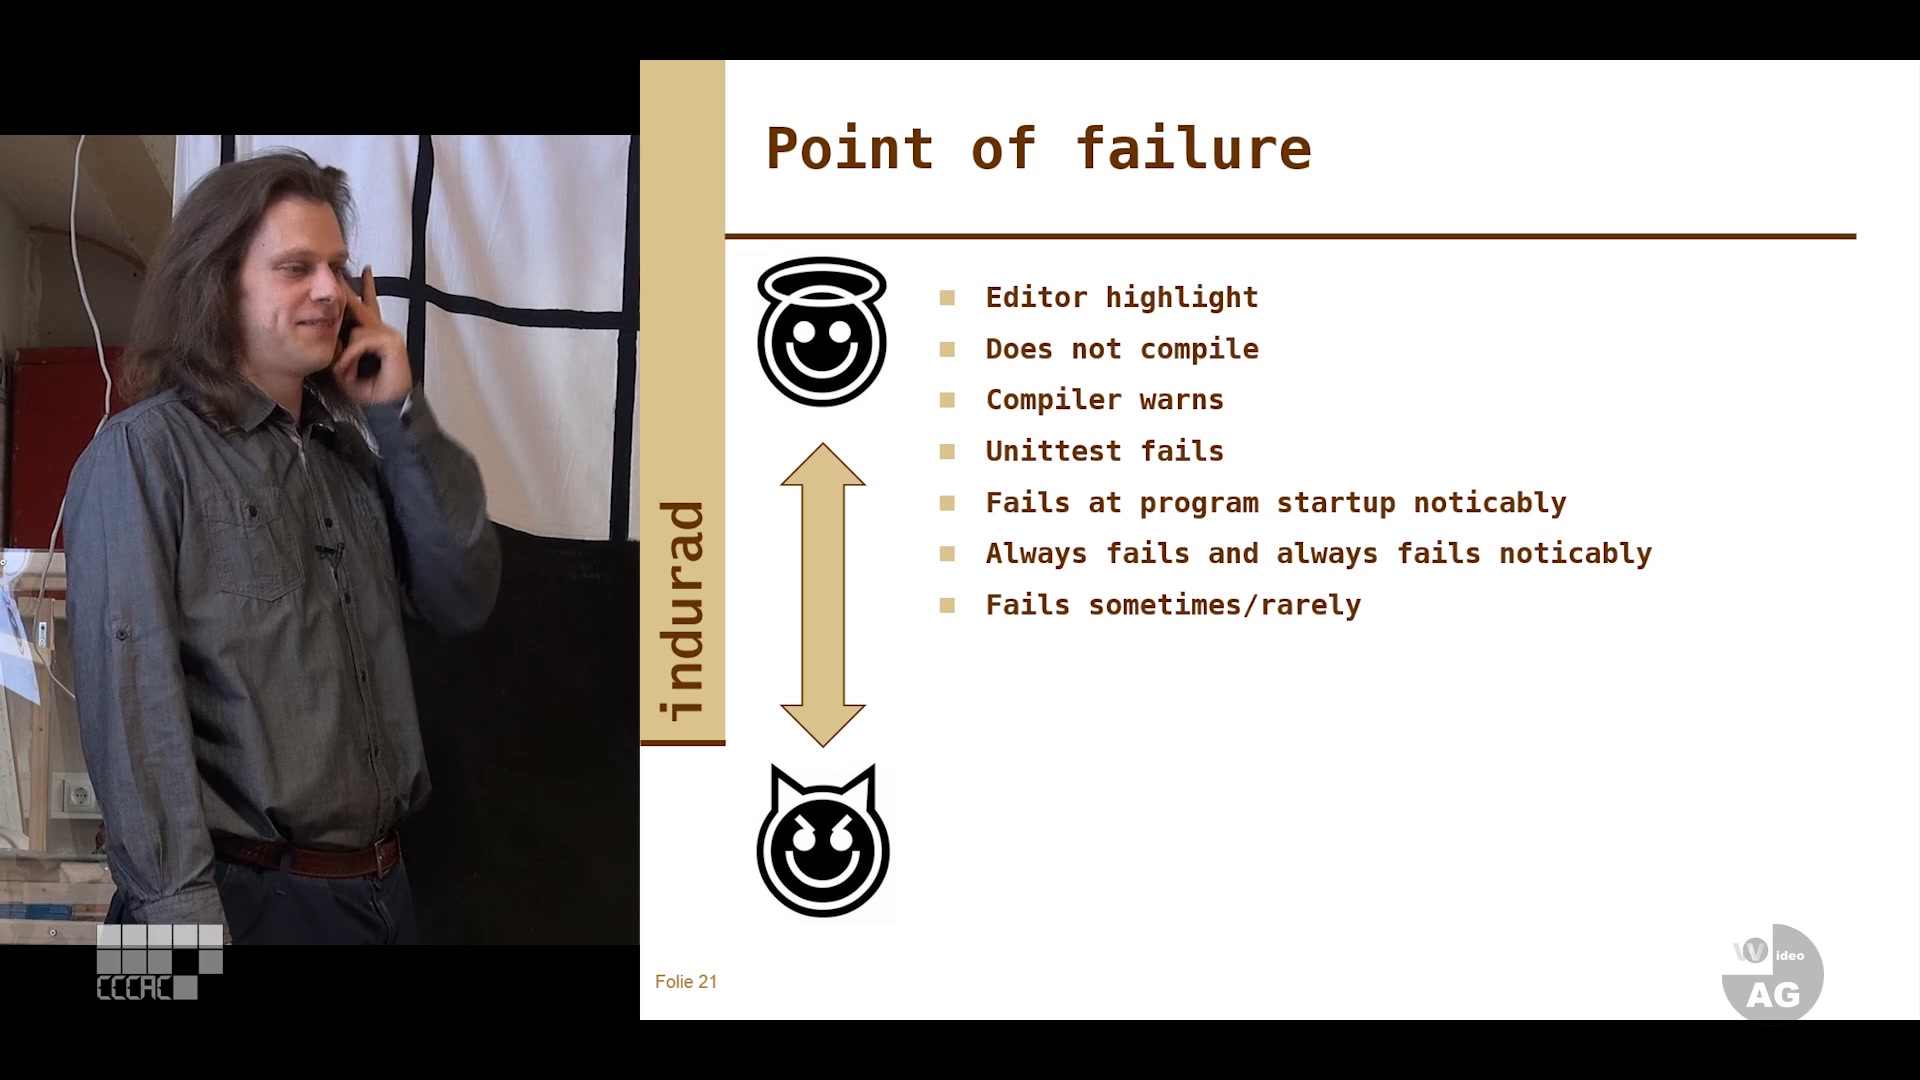 Point of failure
Editor highlight
Does not compile
Compiler warns
Unittest fails
Fails at program startup noticably
Always fails and always fails noticably
Fails sometimes/rarely
indurad
Folie 21
CCCAC
Video
AG